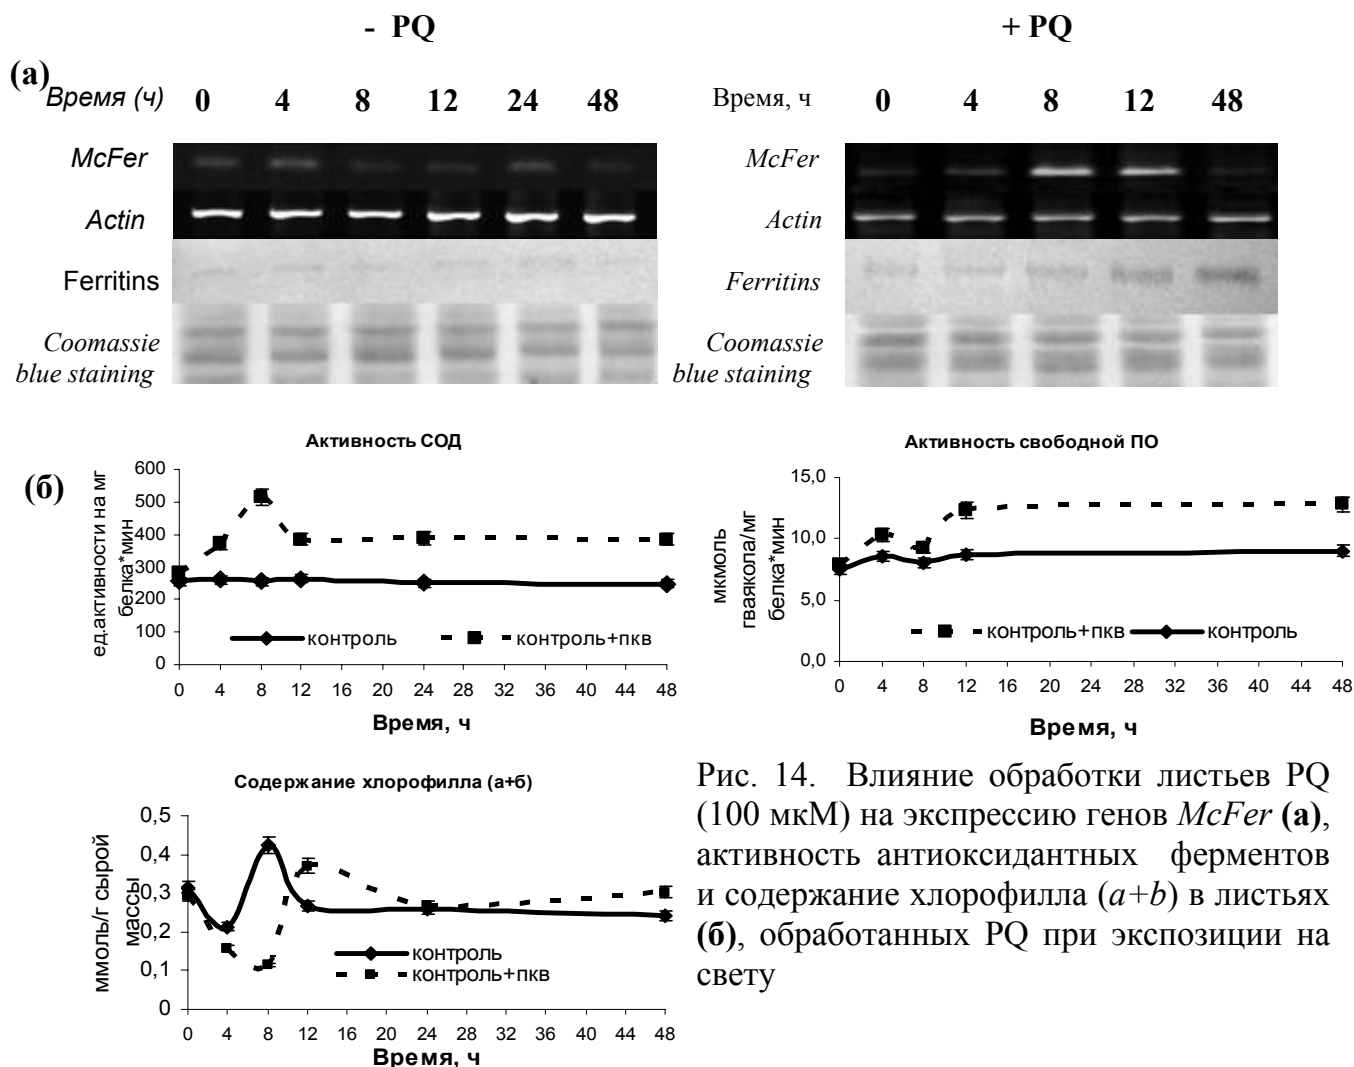 - PQ
+ PQ
(а)
Время (ч) 0 4 8 12 24 48
McFer
Actin
Ferritins
Coomassie
blue staining
Время, ч 0 4 8 12 48
McFer
Actin
Ferritins
Coomassie
blue staining
(б)
Активность СОД
ед.активности на мг
белка*мин
600
500
400
300
200
100
0
контроль контроль+пкв
0 4 8 12 16 20 24 28 32 36 40 44 48
Время, ч
Активность свободной ПО
мкмоль
гваякола/мг
белка*мин
15,0
10,0
5,0
0,0
контроль+пкв контроль
0 4 8 12 16 20 24 28 32 36 40 44 48
Время, ч
Содержание хлорофилла (а+б)
ммоль/г сырой
массы
0,5
0,4
0,3
0,2
0,1
0
контроль
контроль+пкв
0 4 8 12 16 20 24 28 32 36 40 44 48
Время, ч
Рис. 14. Влияние обработки листьев PQ
(100 мкМ) на экспрессию генов McFer (а),
активность антиоксидантных ферментов
и содержание хлорофилла (a+b) в листьях
(б), обработанных PQ при экспозиции на
свету